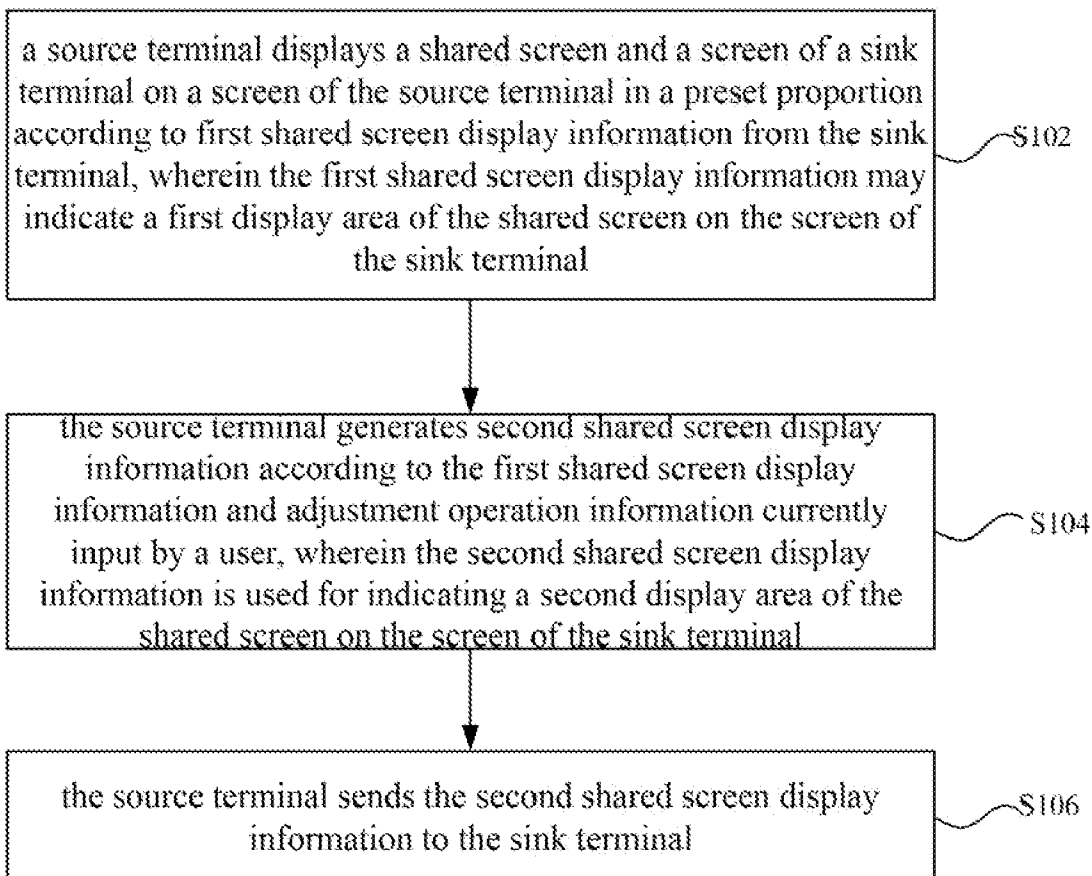 a source terminal displays a shared screen and a screen of a sink
terminal on a screen of the source terminal in a preset proportion
according to first shared screen display information from the sink
terminal, wherein the first shared screen display information may
indicate a first display area of the shared screen on the screen of
the sink terminal
S102
the source terminal generates second shared screen display
information according to the first shared screen display
information and adjustment operation information currently
input by a user, wherein the second shared screen display
information is used for indicating a second display area of the
shared screen on the screen of the sink terminal
S104
the source terminal sends the second shared screen display
information to the sink terminal
S106